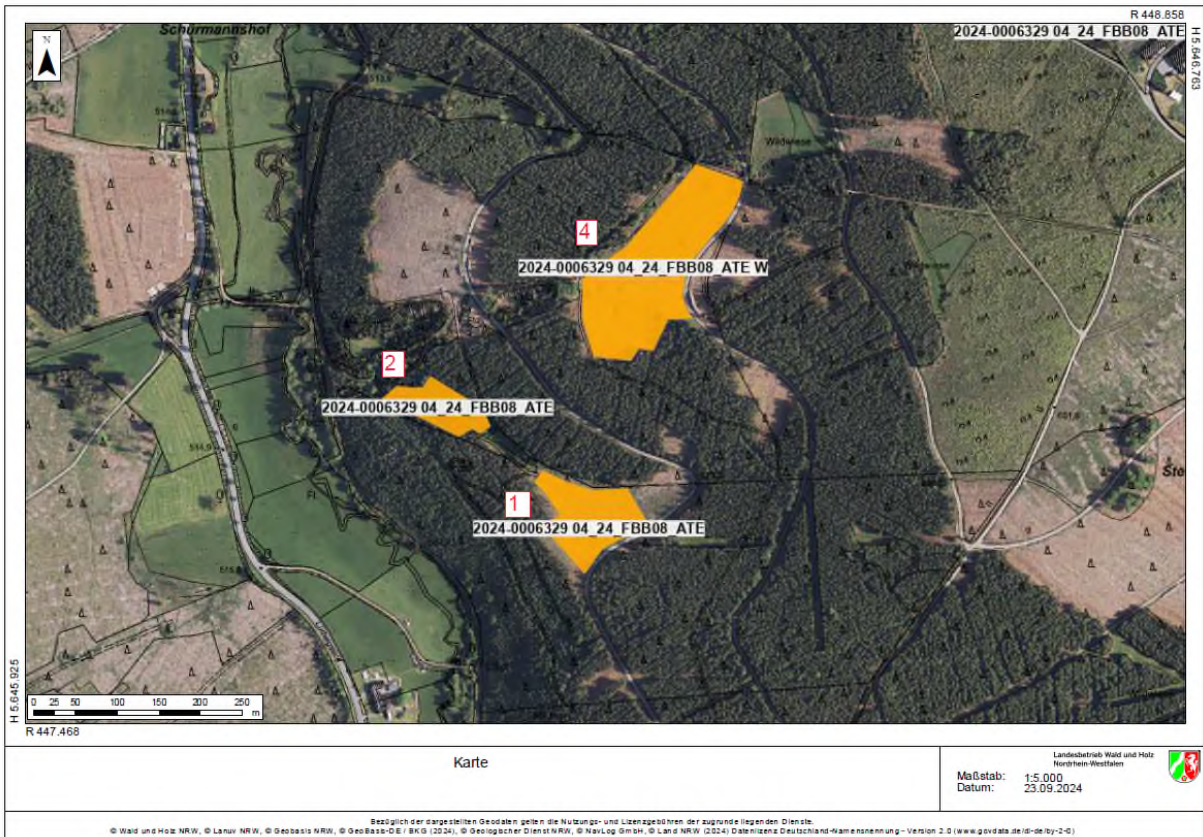 R 448.858
H 5.646.763
Schürmannshof
2024-0006329 04_24_FBB08_ATE
N
Wildwiese
4
2024-0006329 04_24_FBB08_ATE W
2
2024-0006329 04_24_FBB08_ATE
1
2024-0006329 04_24_FBB08_ATE
Fl
Sto
H 5.645.925
0 25 50 100 150 200 250
m
R 447.468
Karte
Landesbetrieb Wald und Holz
Nordrhein-Westfalen
Maßstab: 1:5.000
Datum: 23.09.2024
Bezüglich der dargestellten Geodaten gelten die Nutzungs- und Lizenzgebühren der zugrunde liegenden Dienste.
© Wald und Holz NRW, © Lanuv NRW, © Geobasis NRW, © GeoBasis-DE / BKG (2024), © Geologischer Dienst NRW, © NavLog GmbH, © Land NRW (2024) Datenlizenz Deutschland - Namensnennung - Version 2.0 (www.govdata.de/dl-de/by-2-0)